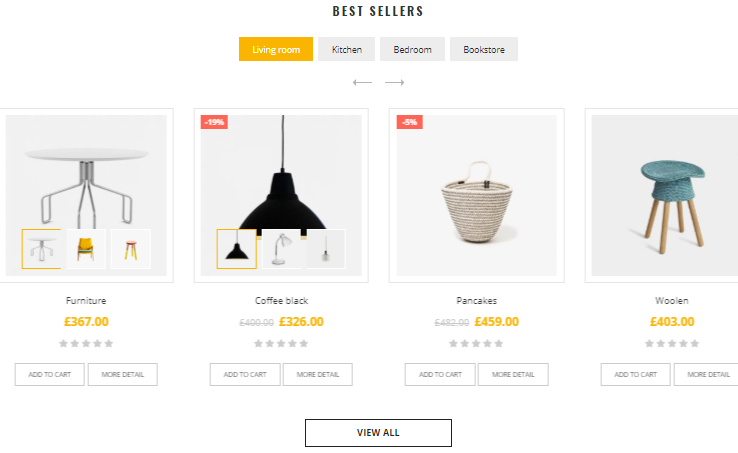 BEST SELLERS
Living room Kitchen Bedroom Bookstore
-19% -5%
Furniture Coffee black Pancakes Woolen
£367.00 £400.00 £326.00 £482.00 £459.00 £403.00
ADD TO CART MORE DETAIL ADD TO CART MORE DETAIL ADD TO CART MORE DETAIL ADD TO CART MORE DETAIL
VIEW ALL